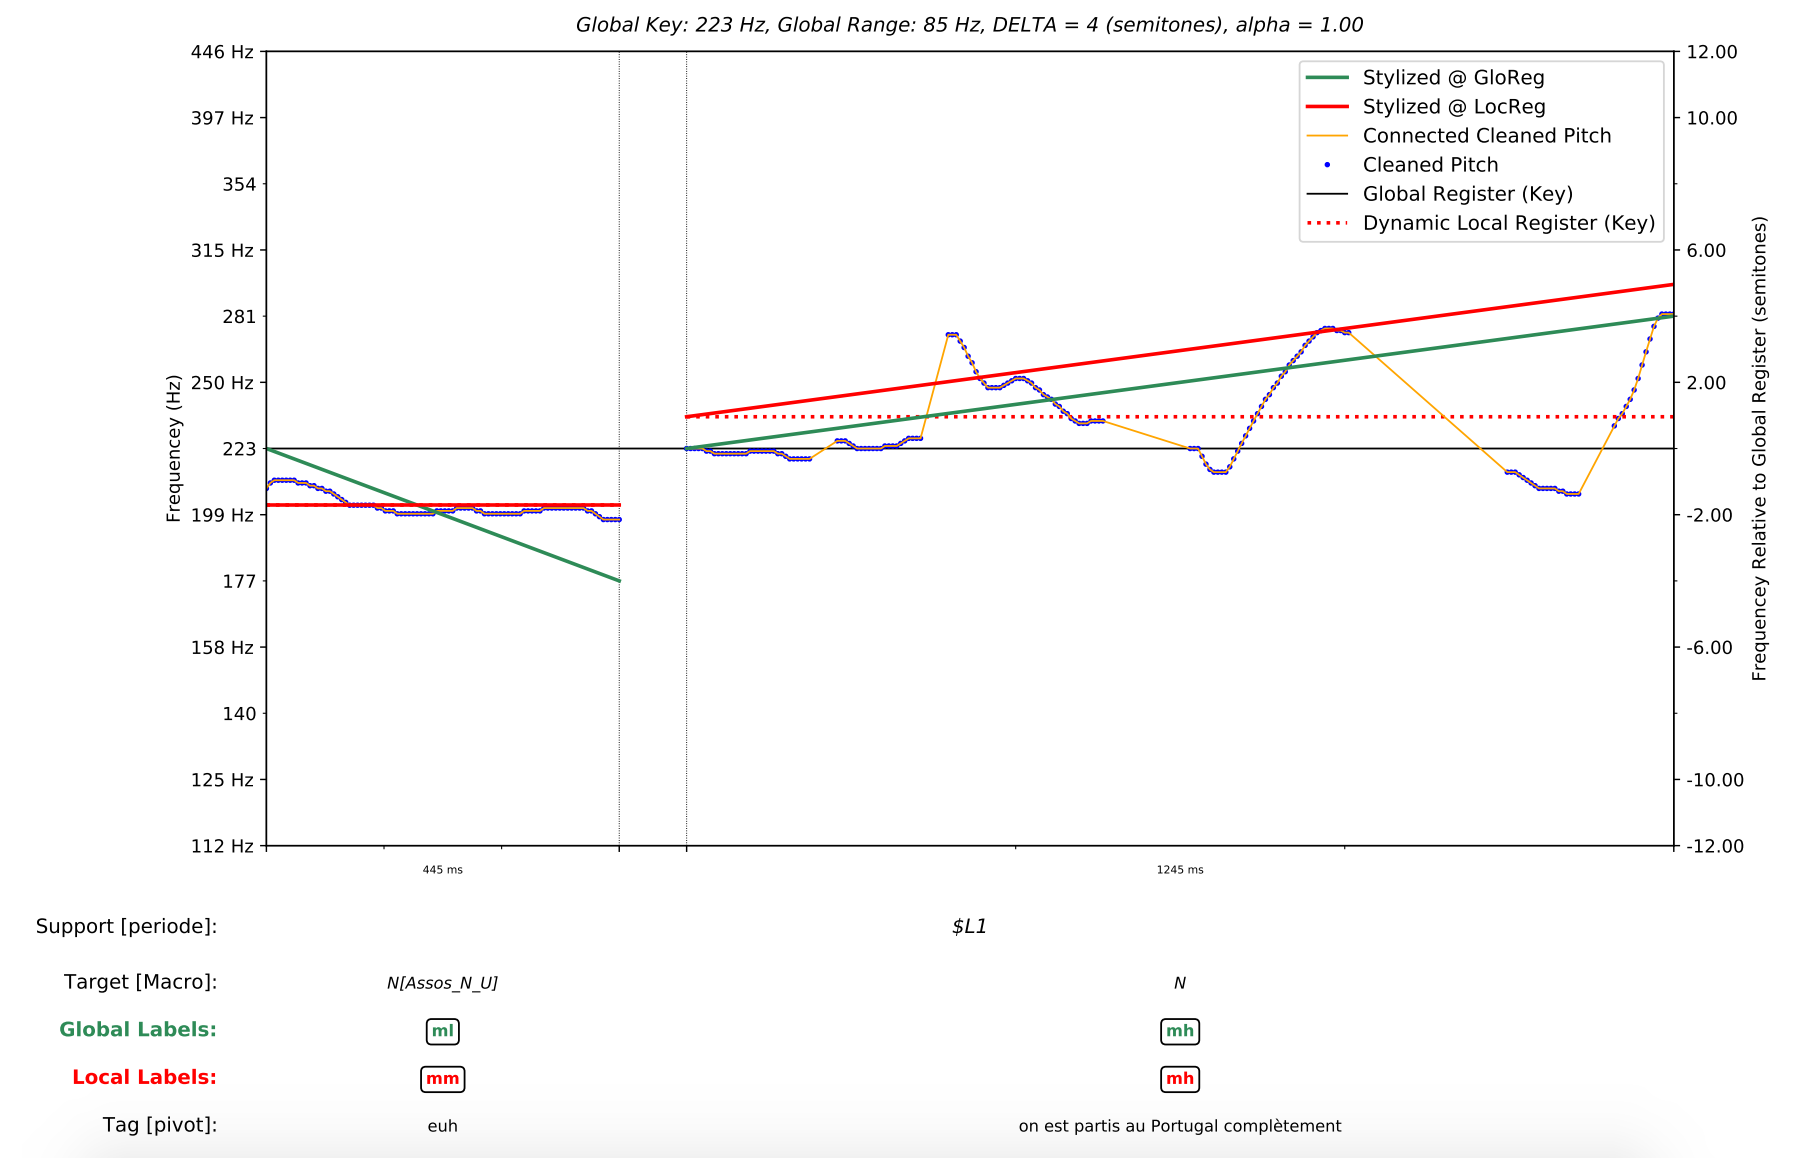 Global Key: 223 Hz, Global Range: 85 Hz, DELTA = 4 (semitones), alpha = 1.00
446 Hz
397 Hz
354
315 Hz
281
250 Hz
223
199 Hz
177
158 Hz
140
125 Hz
112 Hz
Frequencey (Hz)
12.00
10.00
6.00
2.00
-2.00
-6.00
-10.00
-12.00
Frequencey Relative to Global Register (semitones)
Stylized @ GloReg
Stylized @ LocReg
Connected Cleaned Pitch
Cleaned Pitch
Global Register (Key)
Dynamic Local Register (Key)
445 ms 1245 ms
Support [periode]: $L1
Target [Macro]: N[Assos_N_U] N
Global Labels: ml mh
Local Labels: mm mh
Tag [pivot]: euh on est partis au Portugal complètement